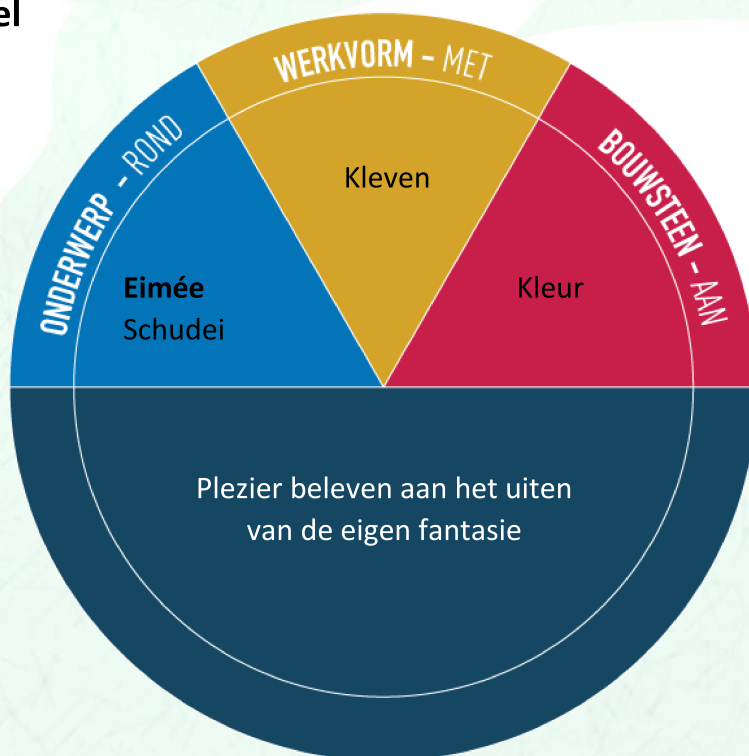 el
WERKVORM - MET
ONDERWERP - ROND
BOUWSTEEN - AAN
Kleven
Eimée
Schudei
Kleur
Plezier beleven aan het uiten
van de eigen fantasie